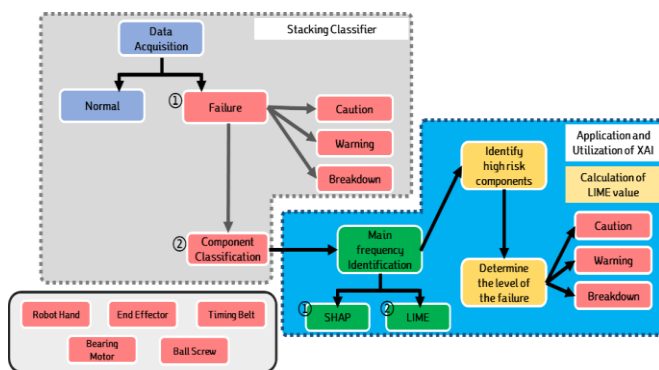 Data
Acquisition
Stacking Classifier
Normal
①
Failure
Caution
Warning
Breakdown
②
Component
Classification
Main
frequency
Identification
①
SHAP
②
LIME
Identify
high risk
components
Determine
the level of
the failure
Application and
Utilization of XAI
Calculation of
LIME value
Caution
Warning
Breakdown
Robot Hand
End Effector
Timing Belt
Bearing
Motor
Ball Screw